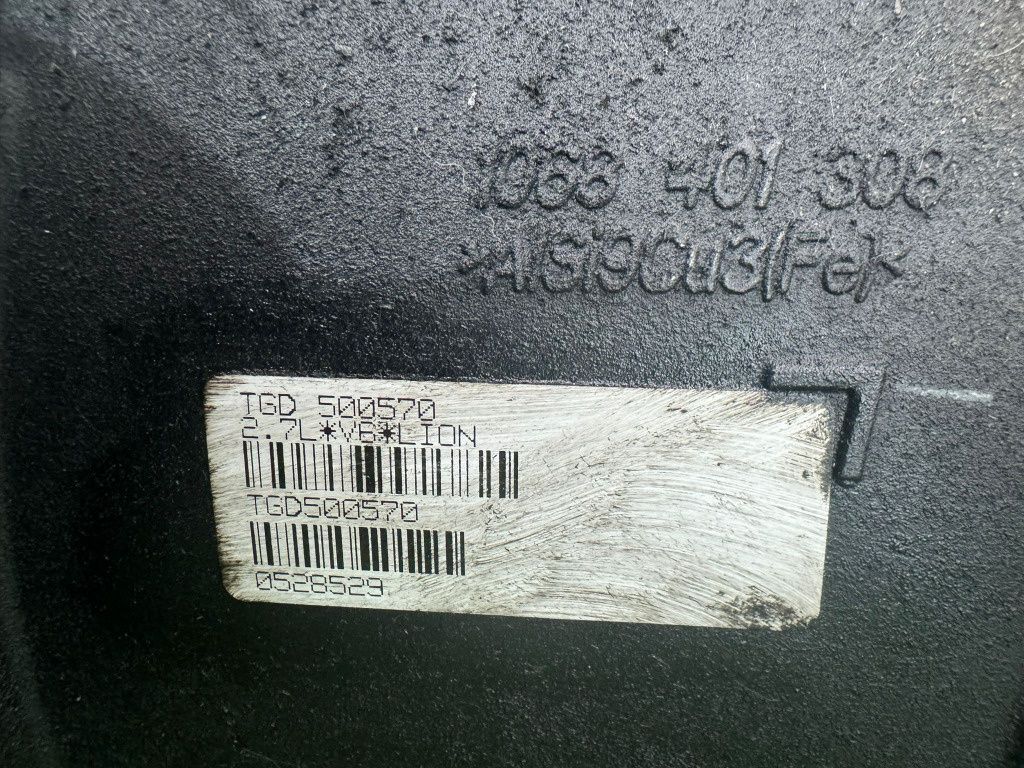 1068 401 308
>AlSi9Cu3(Fe)<
TGD 500570
2.7L*V6*LION
TGD500570
0528529